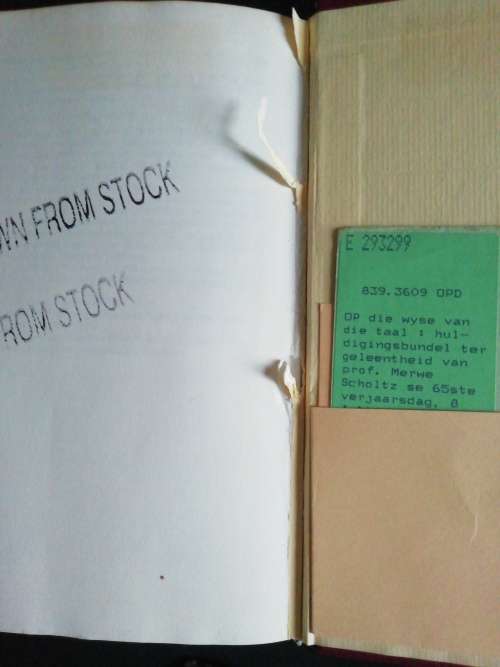 WN FROM STOCK
ROM STOCK
E 293299
839.3609 OPD
OP die wyse van
die taal : hul-
digingsbundel ter
geleentheid van
prof. Merwe
Scholtz se 65ste
verjaarsdag, 8